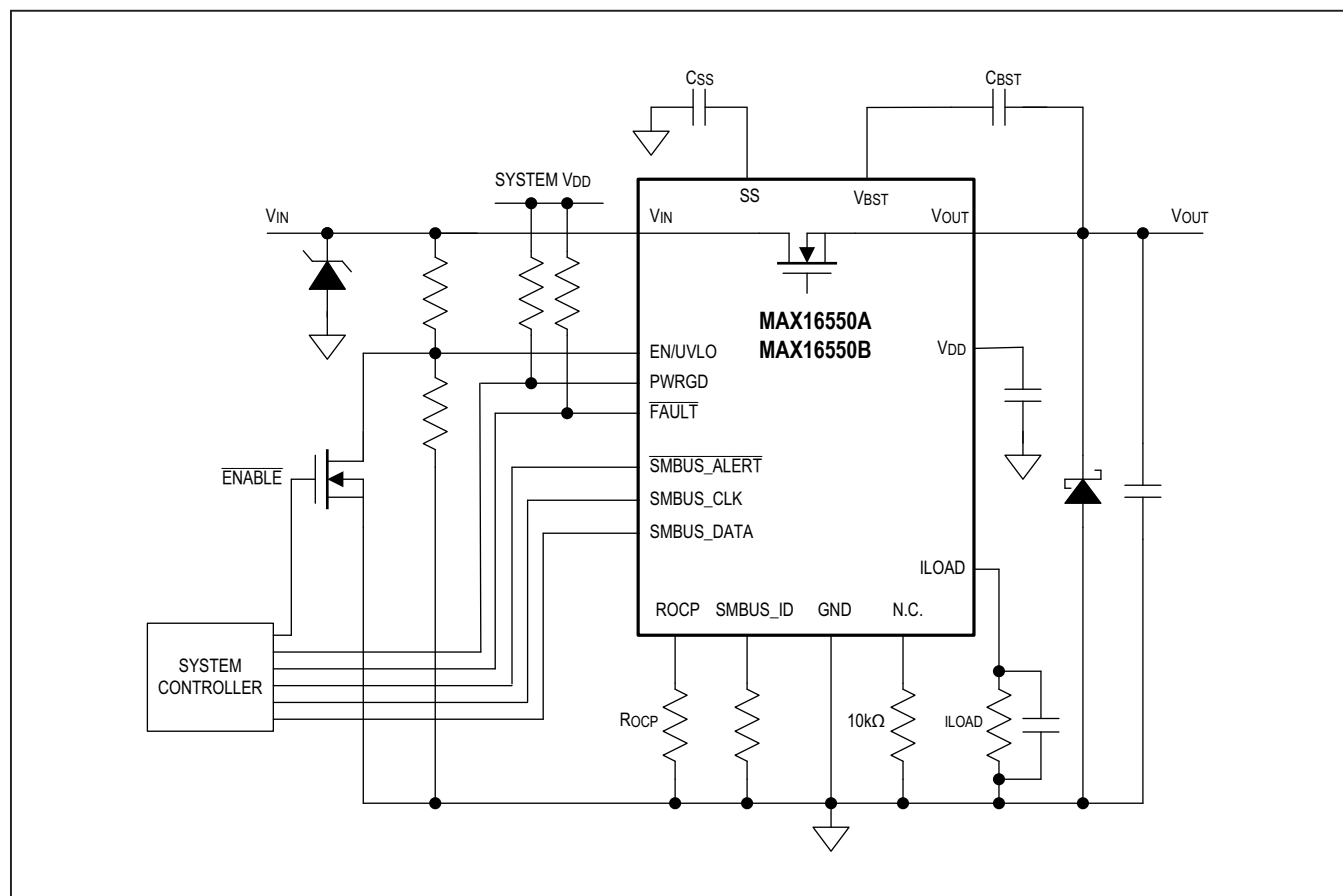 CSS
CBST
SYSTEM VDD
SS
VBST
VIN
VIN
VOUT
VOUT
MAX16550A
MAX16550B
EN/UVLO
VDD
PWRGD
FAULT
SMBUS_ALERT
ENABLE
SMBUS_CLK
SMBUS_DATA
ILOAD
ROCP
SMBUS_ID
GND
N.C.
SYSTEM
CONTROLLER
ROCP
10kΩ
ILOAD